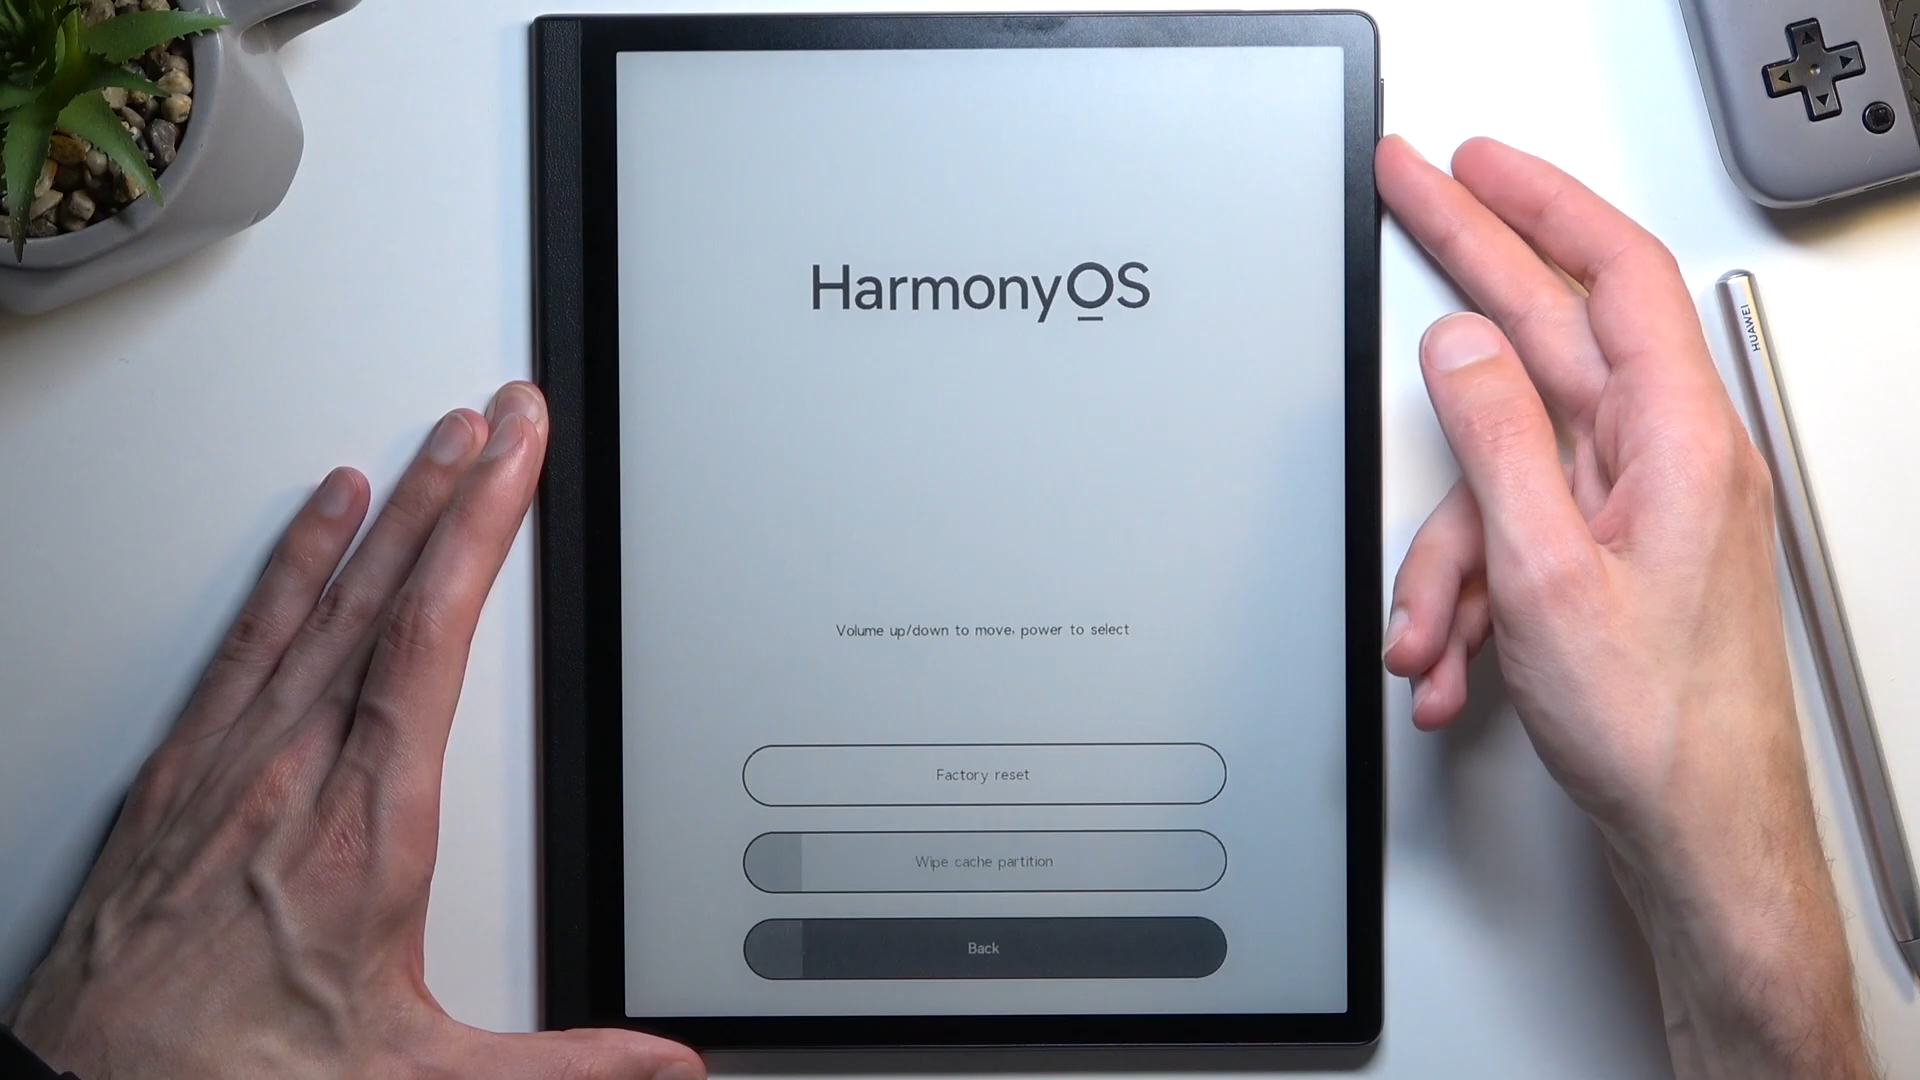 HarmonyOS
Volume up/down to move, power to select
Factory reset
Wipe cache partition
Back
HUAWEI